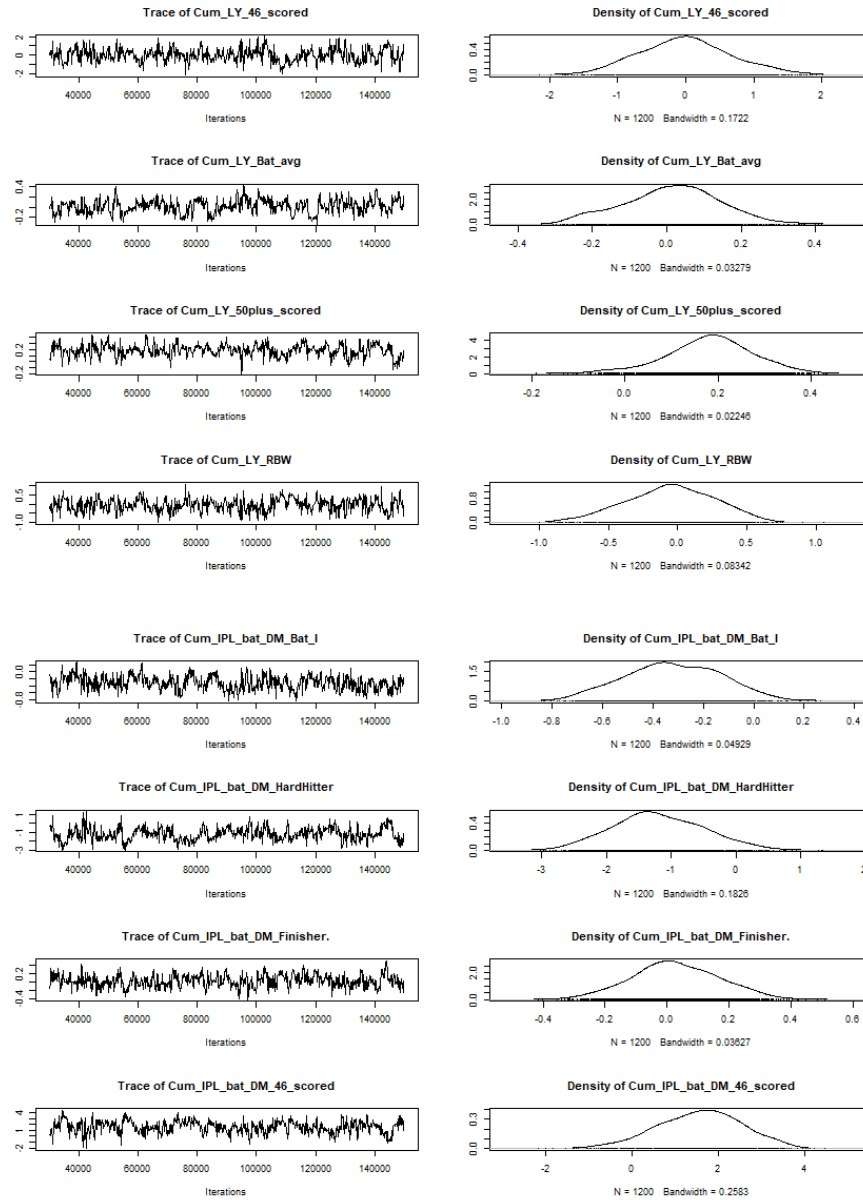 Trace of Cum_LY_46_scored
-2 0 2
40000 60000 80000 100000 120000 140000
Iterations
Density of Cum_LY_46_scored
0.0 0.4
-2 -1 0 1 2
N = 1200 Bandwidth = 0.1722
Trace of Cum_LY_Bat_avg
-0.2 0.4
40000 60000 80000 100000 120000 140000
Iterations
Density of Cum_LY_Bat_avg
0.0 2.0
-0.4 -0.2 0.0 0.2 0.4
N = 1200 Bandwidth = 0.03279
Trace of Cum_LY_50plus_scored
-0.2 0.2
40000 60000 80000 100000 120000 140000
Iterations
Density of Cum_LY_50plus_scored
0 2 4
-0.2 0.0 0.2 0.4
N = 1200 Bandwidth = 0.02246
Trace of Cum_LY_RBW
-1.0 0.5
40000 60000 80000 100000 120000 140000
Iterations
Density of Cum_LY_RBW
0.0 0.8
-1.0 -0.5 0.0 0.5 1.0
N = 1200 Bandwidth = 0.08342
Trace of Cum_IPL_bat_DM_Bat_I
-0.8 0.0
40000 60000 80000 100000 120000 140000
Iterations
Density of Cum_IPL_bat_DM_Bat_I
0.0 1.5
-1.0 -0.8 -0.6 -0.4 -0.2 0.0 0.2 0.4
N = 1200 Bandwidth = 0.04929
Trace of Cum_IPL_bat_DM_HardHitter
-3 -1 1
40000 60000 80000 100000 120000 140000
Iterations
Density of Cum_IPL_bat_DM_HardHitter
0.0 0.4
-3 -2 -1 0 1 2
N = 1200 Bandwidth = 0.1826
Trace of Cum_IPL_bat_DM_Finisher.
-0.4 0.2
40000 60000 80000 100000 120000 140000
Iterations
Density of Cum_IPL_bat_DM_Finisher.
0.0 2.0
-0.4 -0.2 0.0 0.2 0.4 0.6
N = 1200 Bandwidth = 0.03627
Trace of Cum_IPL_bat_DM_46_scored
-2 1 4
40000 60000 80000 100000 120000 140000
Iterations
Density of Cum_IPL_bat_DM_46_scored
0.0 0.3
-2 0 2 4
N = 1200 Bandwidth = 0.2583